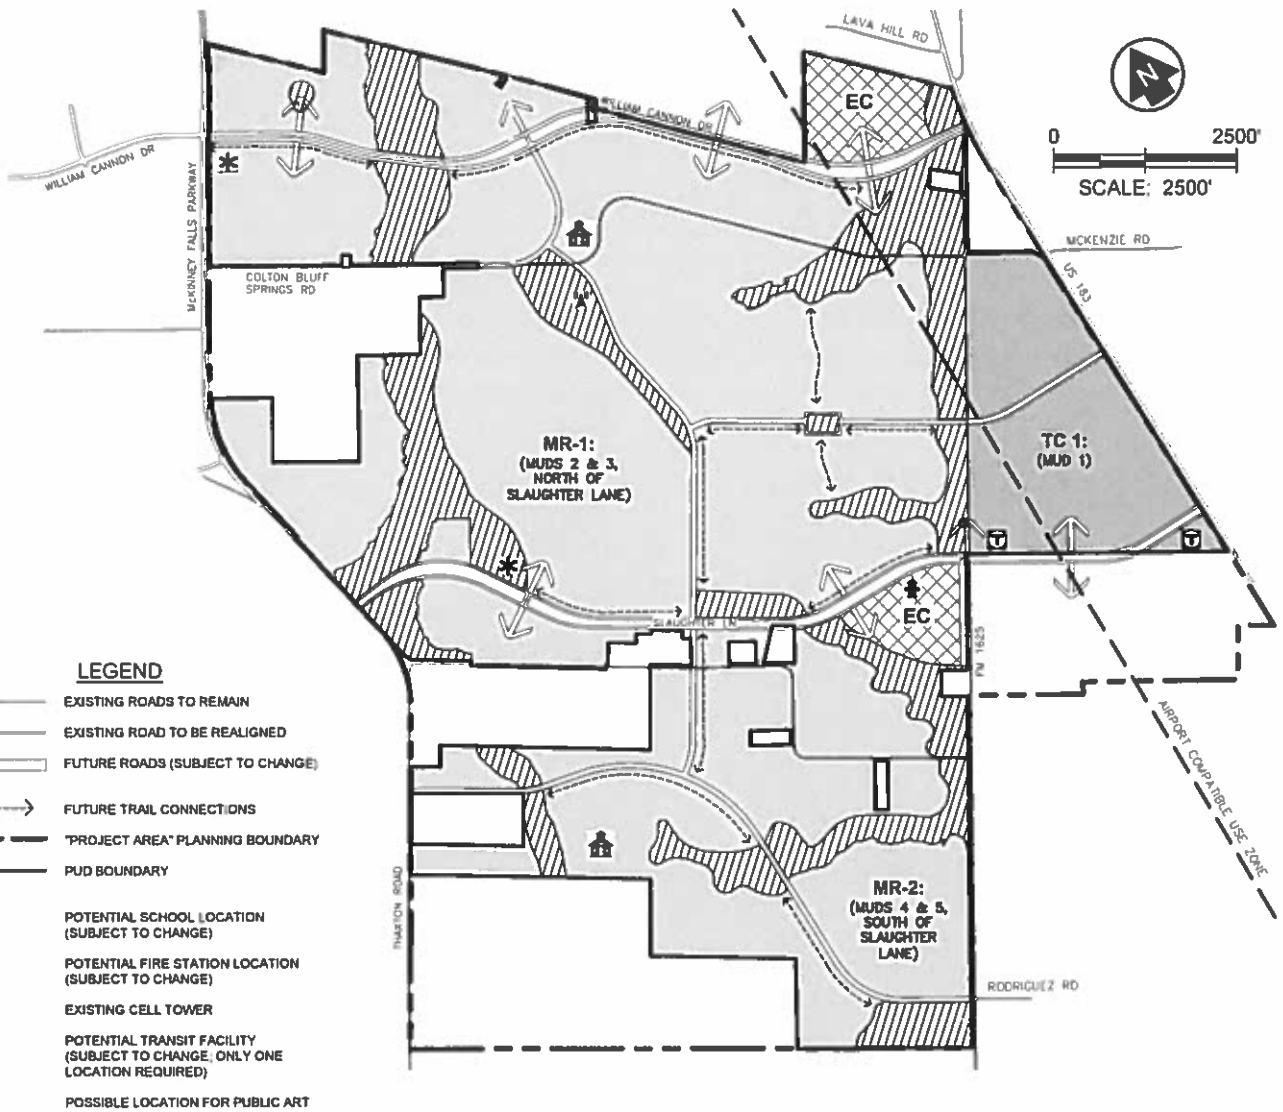 LAVA HILL RD
EC
N
0 2500'
SCALE: 2500'
WILLIAM CANNON DR
WILLIAM CANNON DR
MCKINNEY FALLS PARKWAY
MCKENZIE RD
US 183
COLTON BLUFF
SPRINGS RD
MR-1:
(MUDS 2 & 3,
NORTH OF
SLAUGHTER LANE)
TC 1:
(MUD 1)
T
T
EC
SLAUGHTER LN
FM 1625
AIRPORT COMPATIBLE USE ZONE
THAXTON ROAD
MR-2:
(MUDS 4 & 5,
SOUTH OF
SLAUGHTER
LANE)
RODRIGUEZ RD
LEGEND
EXISTING ROADS TO REMAIN
EXISTING ROAD TO BE REALIGNED
FUTURE ROADS (SUBJECT TO CHANGE)
FUTURE TRAIL CONNECTIONS
"PROJECT AREA" PLANNING BOUNDARY
PUD BOUNDARY
POTENTIAL SCHOOL LOCATION
(SUBJECT TO CHANGE)
POTENTIAL FIRE STATION LOCATION
(SUBJECT TO CHANGE)
EXISTING CELL TOWER
POTENTIAL TRANSIT FACILITY
(SUBJECT TO CHANGE; ONLY ONE
LOCATION REQUIRED)
POSSIBLE LOCATION FOR PUBLIC ART